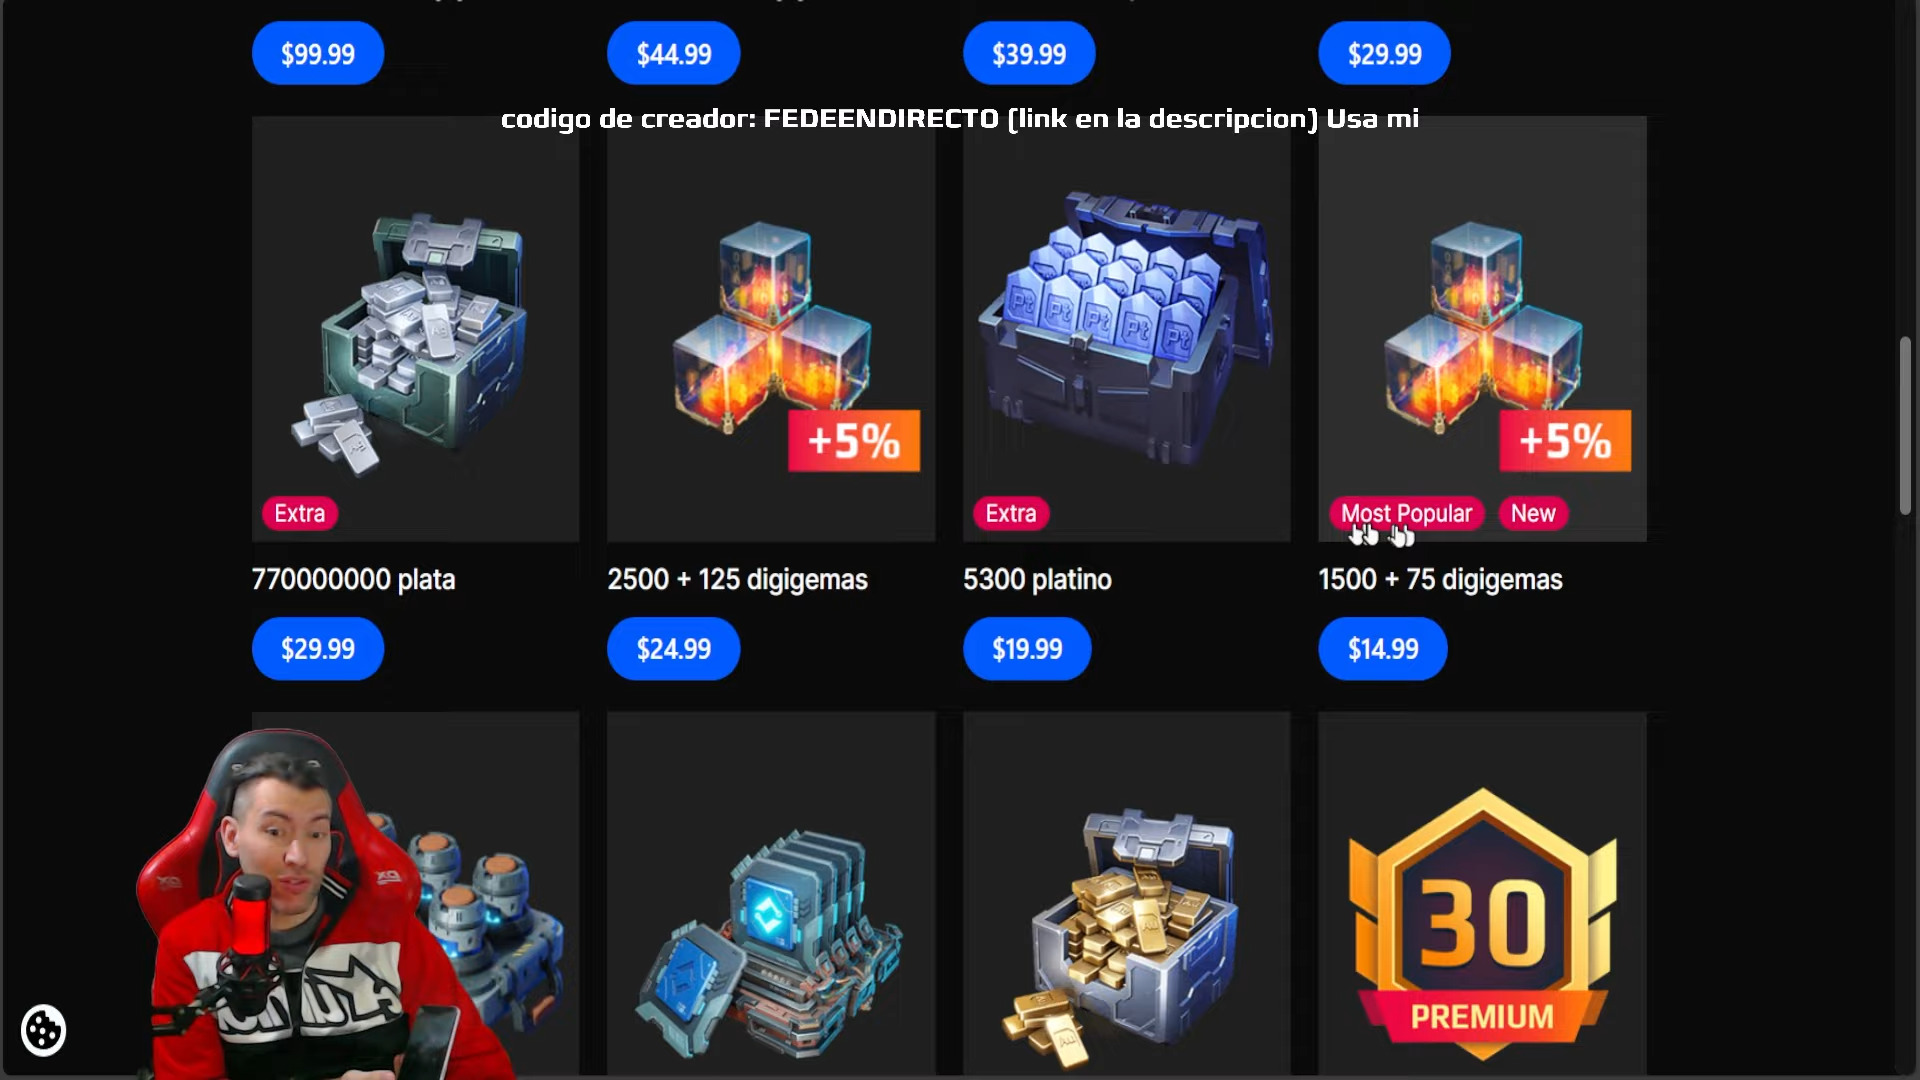 $99.99 $44.99 $39.99 $29.99
codigo de creador: FEDEENDIRECTO (link en la descripcion) Usa mi
+5% +5%
Extra Extra Most Popular New
770000000 plata 2500 + 125 digigemas 5300 platino 1500 + 75 digigemas
$29.99 $24.99 $19.99 $14.99
30
PREMIUM